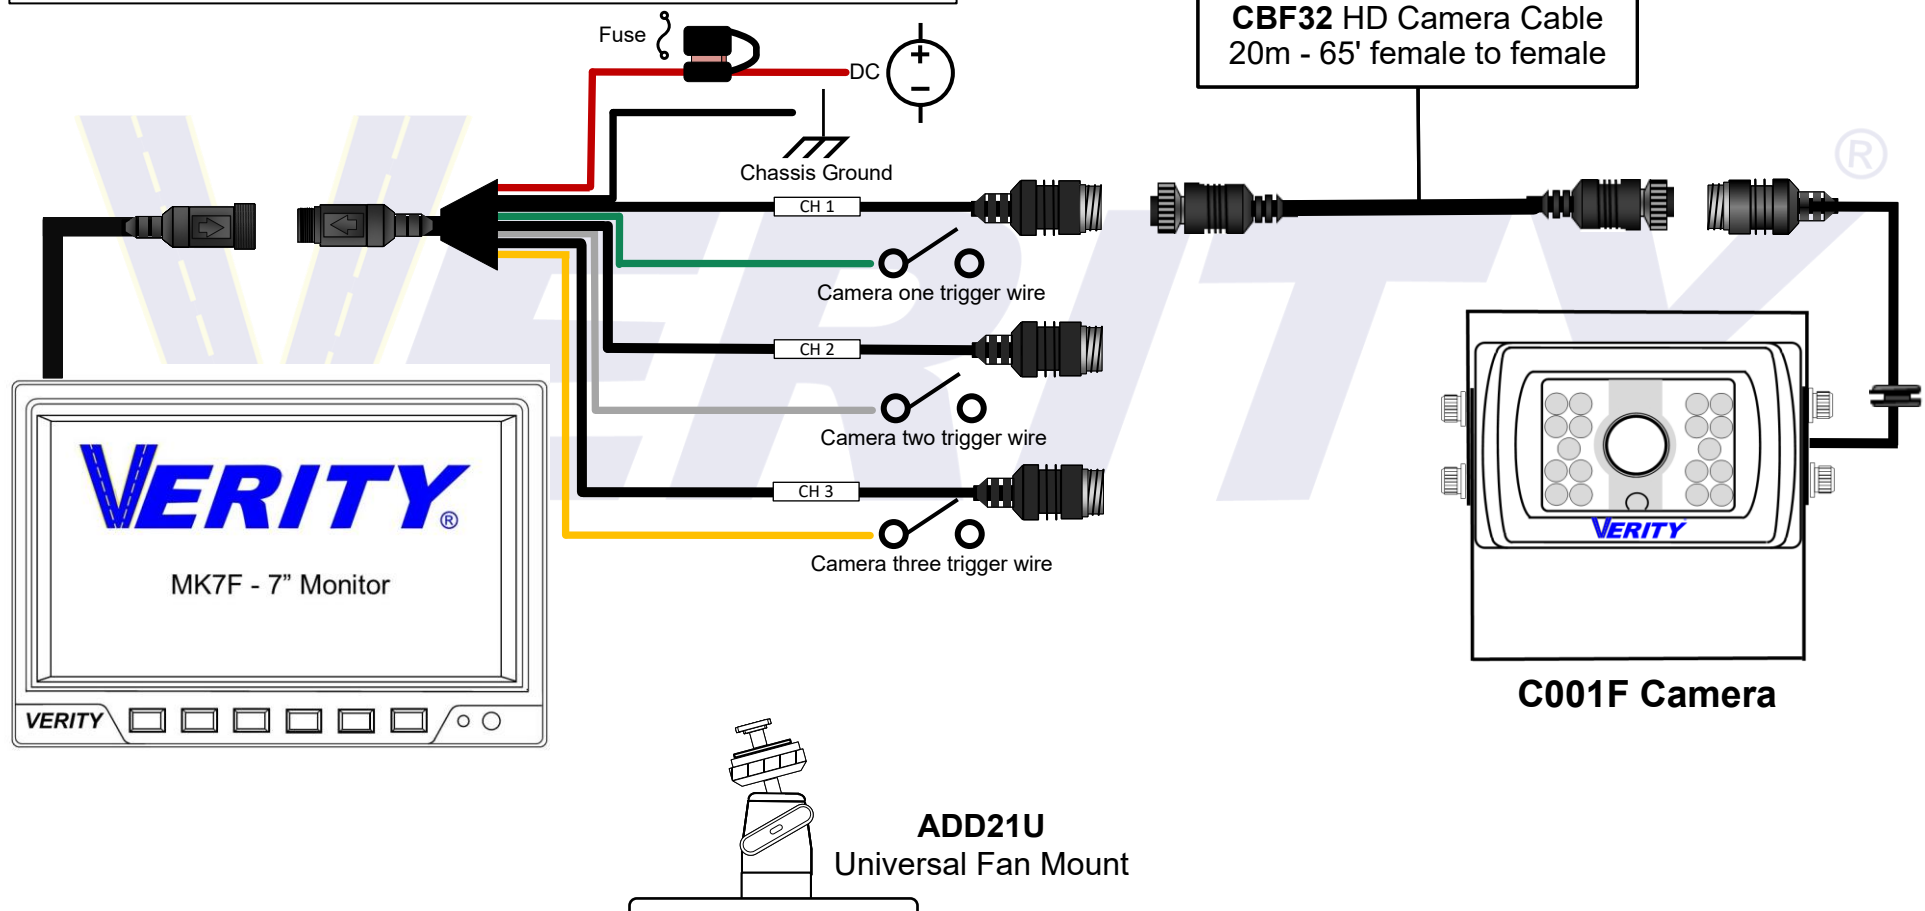 CBF32 HD Camera Cable
20m - 65' female to female
Fuse
DC
Chassis Ground
CH 1
Camera one trigger wire
CH 2
Camera two trigger wire
CH 3
Camera three trigger wire
VERITY®
VERITY®
MK7F - 7” Monitor
VERITY
VERITY
C001F Camera
ADD21U
Universal Fan Mount